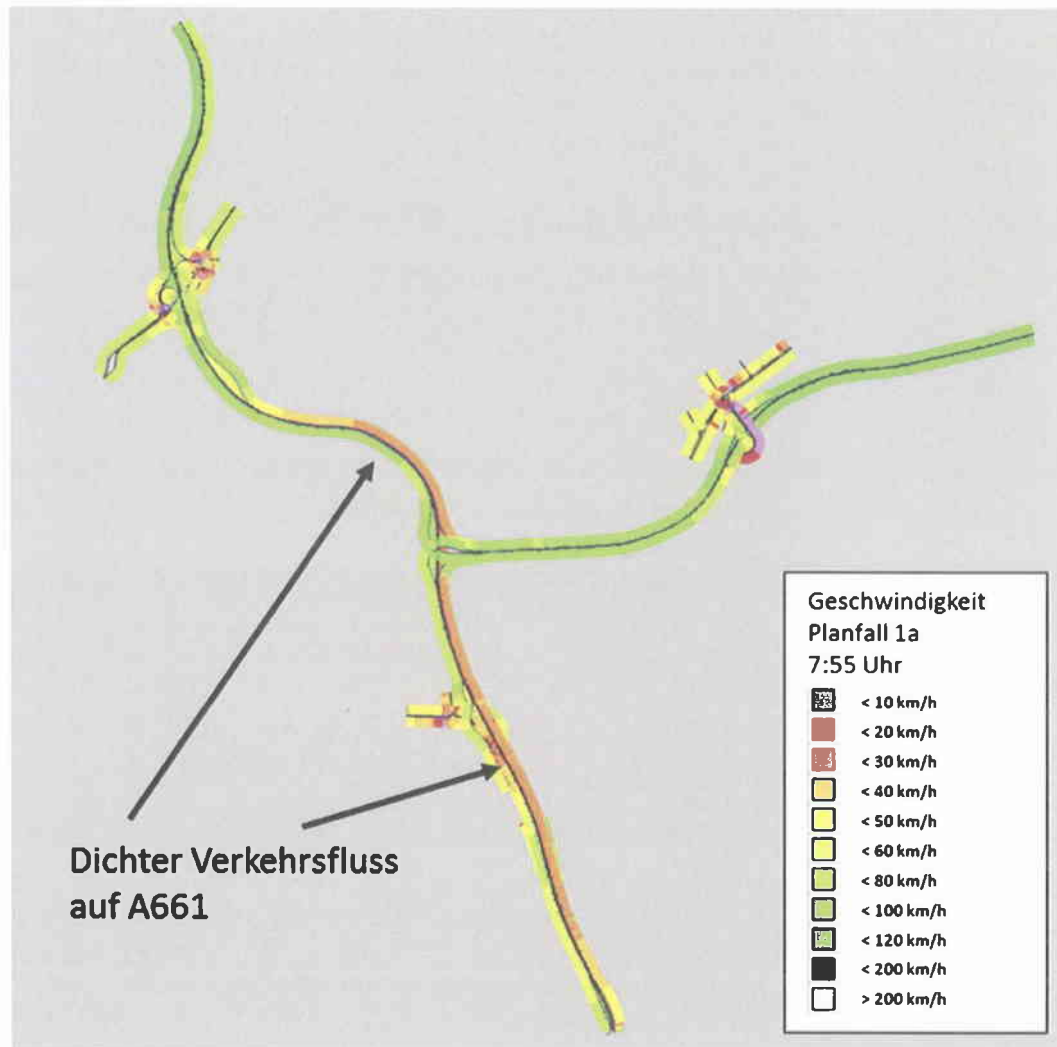 Dichter Verkehrsfluss
auf A661
Geschwindigkeit
Planfall 1a
7:55 Uhr
< 10 km/h
< 20 km/h
< 30 km/h
< 40 km/h
< 50 km/h
< 60 km/h
< 80 km/h
< 100 km/h
< 120 km/h
< 200 km/h
> 200 km/h